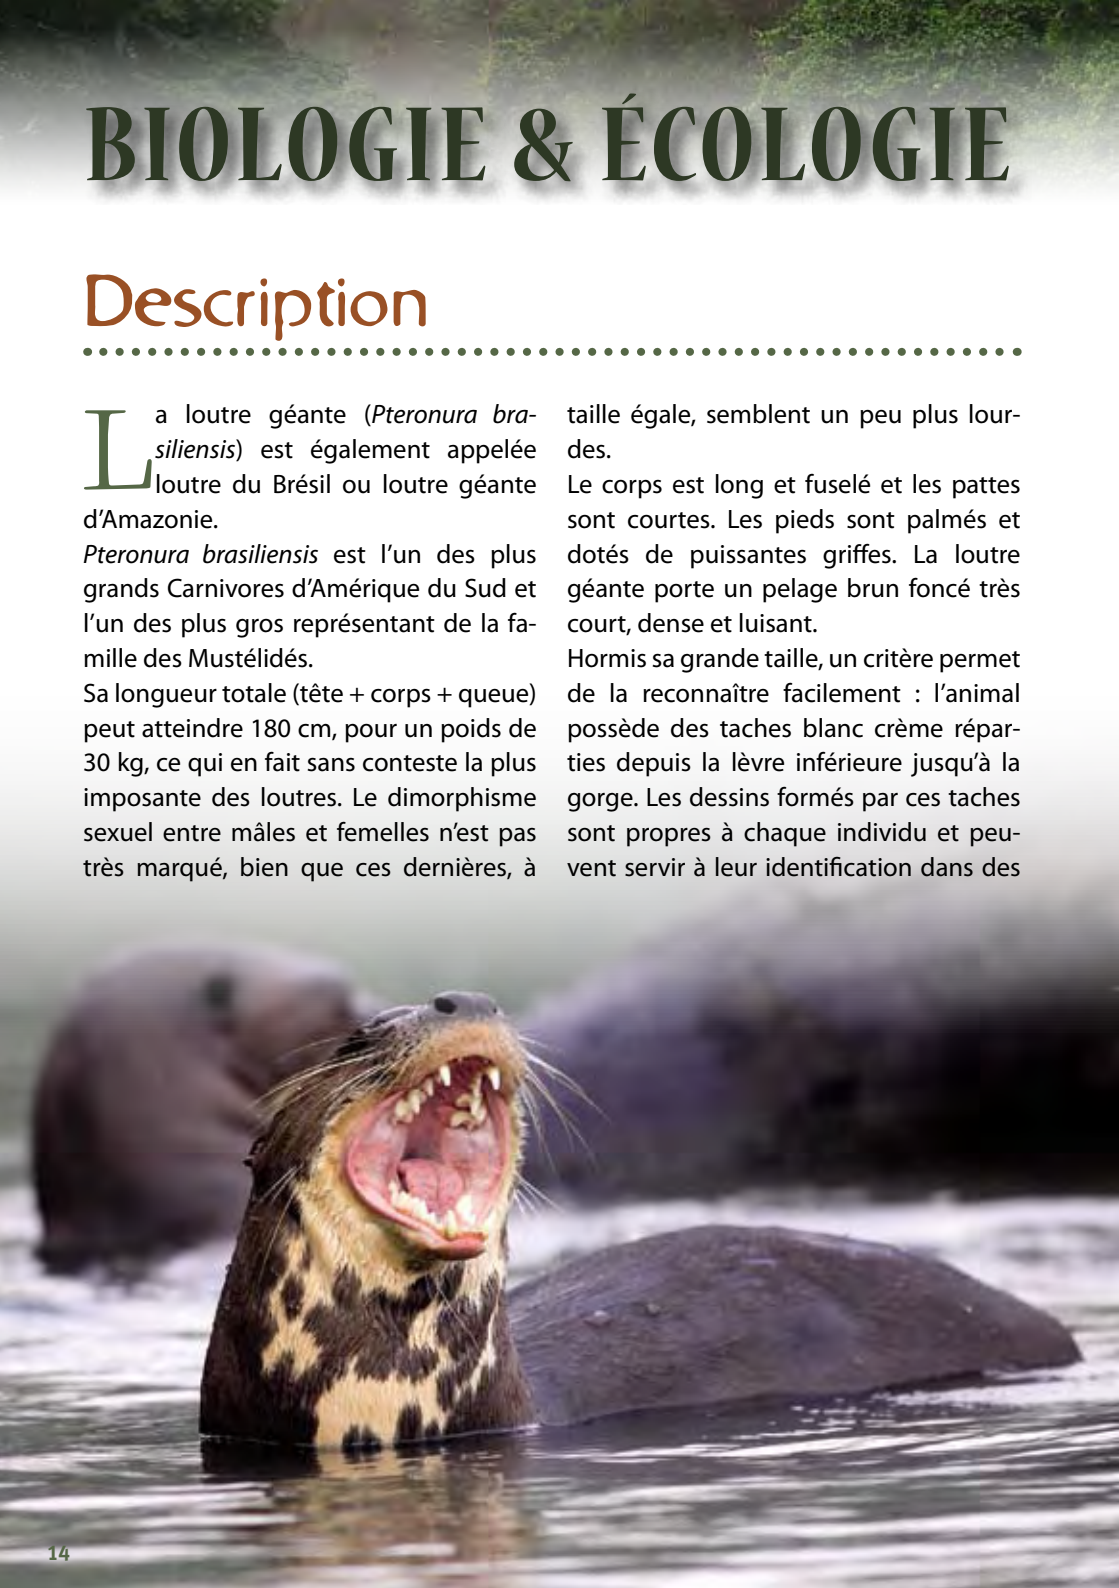 BIOLOGIE & ÉCOLOGIE
Description
La loutre géante (Pteronura bra-
siliensis) est également appelée
loutre du Brésil ou loutre géante
d’Amazonie.
Pteronura brasiliensis est l’un des plus
grands Carnivores d’Amérique du Sud et
l’un des plus gros représentant de la fa-
mille des Mustélidés.
Sa longueur totale (tête + corps + queue)
peut atteindre 180 cm, pour un poids de
30 kg, ce qui en fait sans conteste la plus
imposante des loutres. Le dimorphisme
sexuel entre mâles et femelles n’est pas
très marqué, bien que ces dernières, à
taille égale, semblent un peu plus lour-
des.
Le corps est long et fuselé et les pattes
sont courtes. Les pieds sont palmés et
dotés de puissantes griffes. La loutre
géante porte un pelage brun foncé très
court, dense et luisant.
Hormis sa grande taille, un critère permet
de la reconnaître facilement : l’animal
possède des taches blanc crème répar-
ties depuis la lèvre inférieure jusqu’à la
gorge. Les dessins formés par ces taches
sont propres à chaque individu et peu-
vent servir à leur identification dans des
14